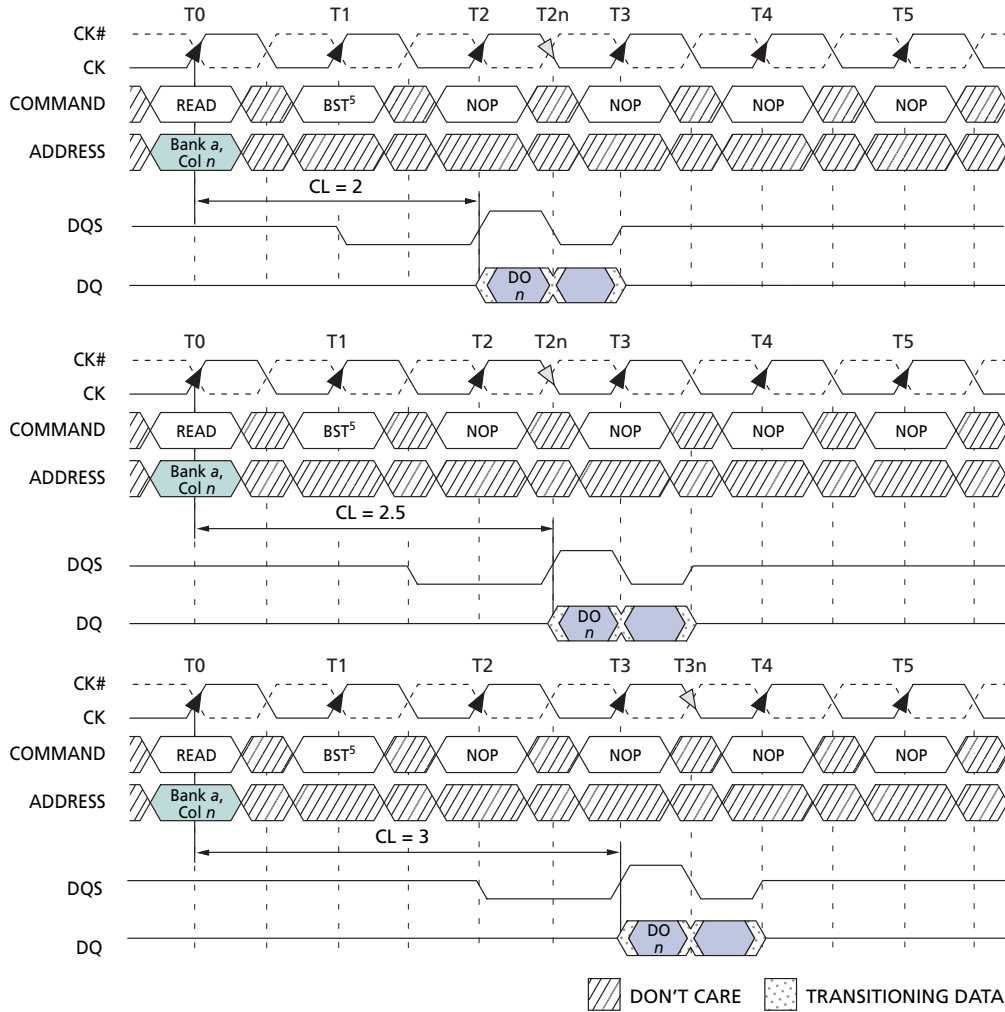 T0 T1 T2 T2n T3 T4 T5
CK#
CK
COMMAND READ BST⁵ NOP NOP NOP NOP
ADDRESS Bank a,
Col n
CL = 2
DQS
DQ DO
n
T0 T1 T2 T2n T3 T4 T5
CK#
CK
COMMAND READ BST⁵ NOP NOP NOP NOP
ADDRESS Bank a,
Col n
CL = 2.5
DQS
DQ DO
n
T0 T1 T2 T3 T3n T4 T5
CK#
CK
COMMAND READ BST⁵ NOP NOP NOP NOP
ADDRESS Bank a,
Col n
CL = 3
DQS
DQ DO
n
DON'T CARE TRANSITIONING DATA